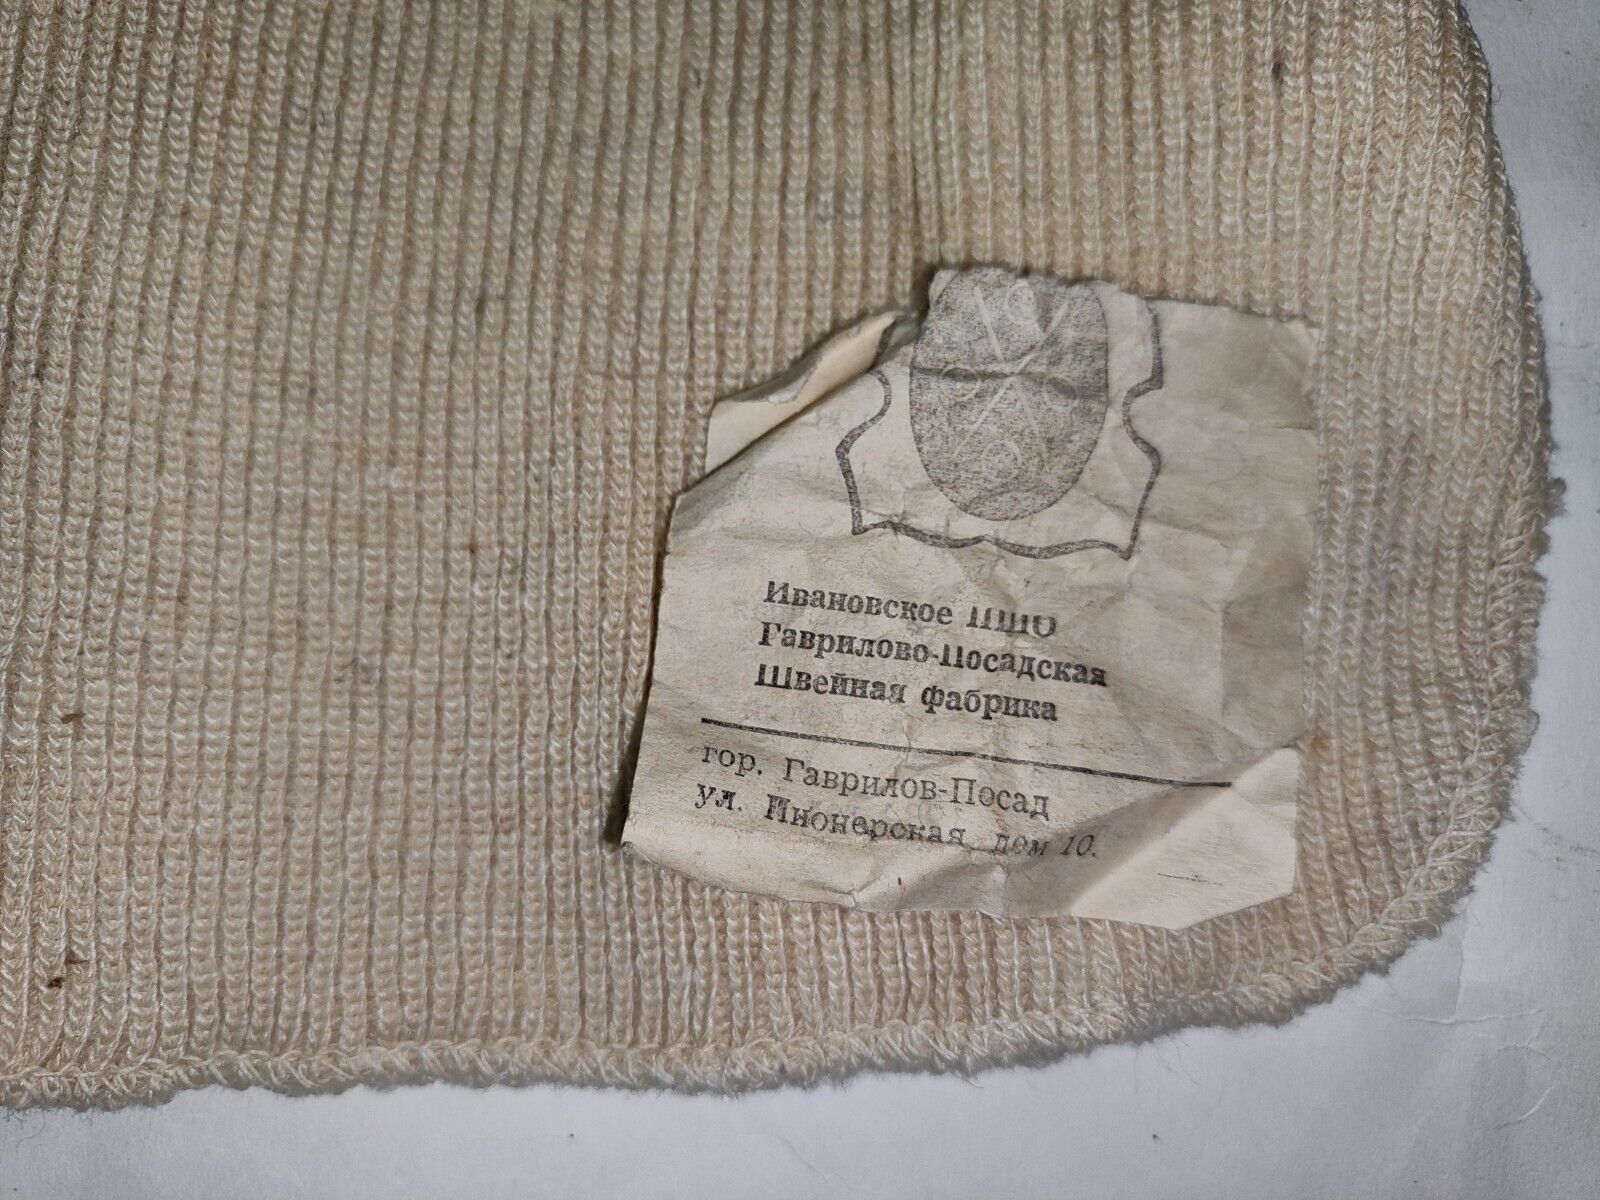 Ивановское ПШО
Гаврилово-Посадская
Швейная фабрика
гор. Гаврилов-Посад
ул. Пионерская дом 10.